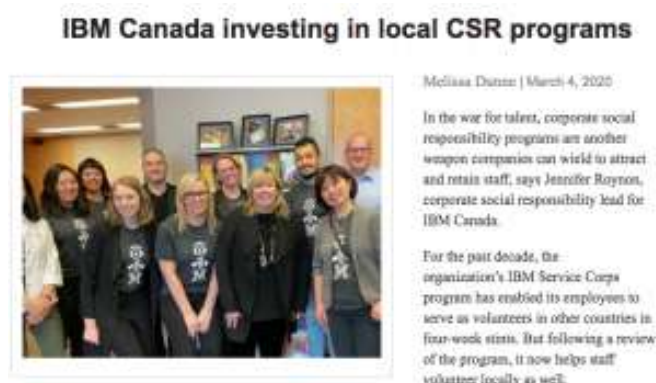 IBM Canada investing in local CSR programs
Melissa Dunne | March 4, 2020
In the war for talent, corporate social
responsibility programs are another
weapon companies can wield to attract
and retain staff, says Jennifer Roynon,
corporate social responsibility lead for
IBM Canada.
For the past decade, the
organization's IBM Service Corps
program has enabled its employees to
serve as volunteers in other countries in
four-week stints. But following a review
of the program, it now helps staff
volunteer locally as well;